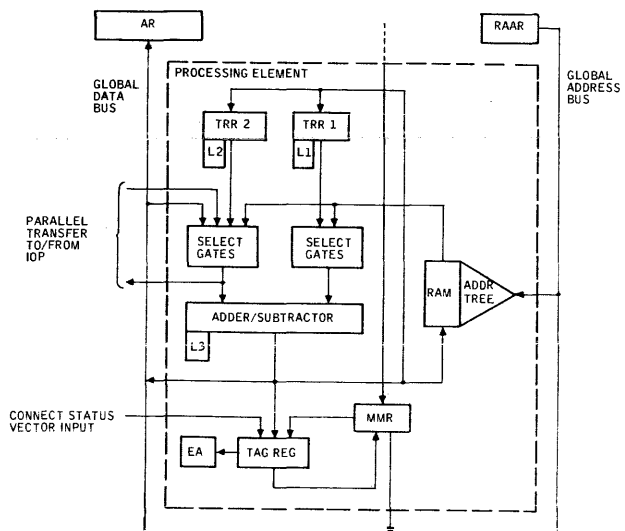 AR
RAAR
PROCESSING ELEMENT
GLOBAL
DATA
BUS
GLOBAL
ADDRESS
BUS
TRR 2
TRR 1
L2
L1
PARALLEL
TRANSFER
TO/FROM
IOP
SELECT
GATES
SELECT
GATES
RAM
ADDR
TREE
ADDER/SUBTRACTOR
L3
CONNECT STATUS
VECTOR INPUT
MMR
EA
TAG REG